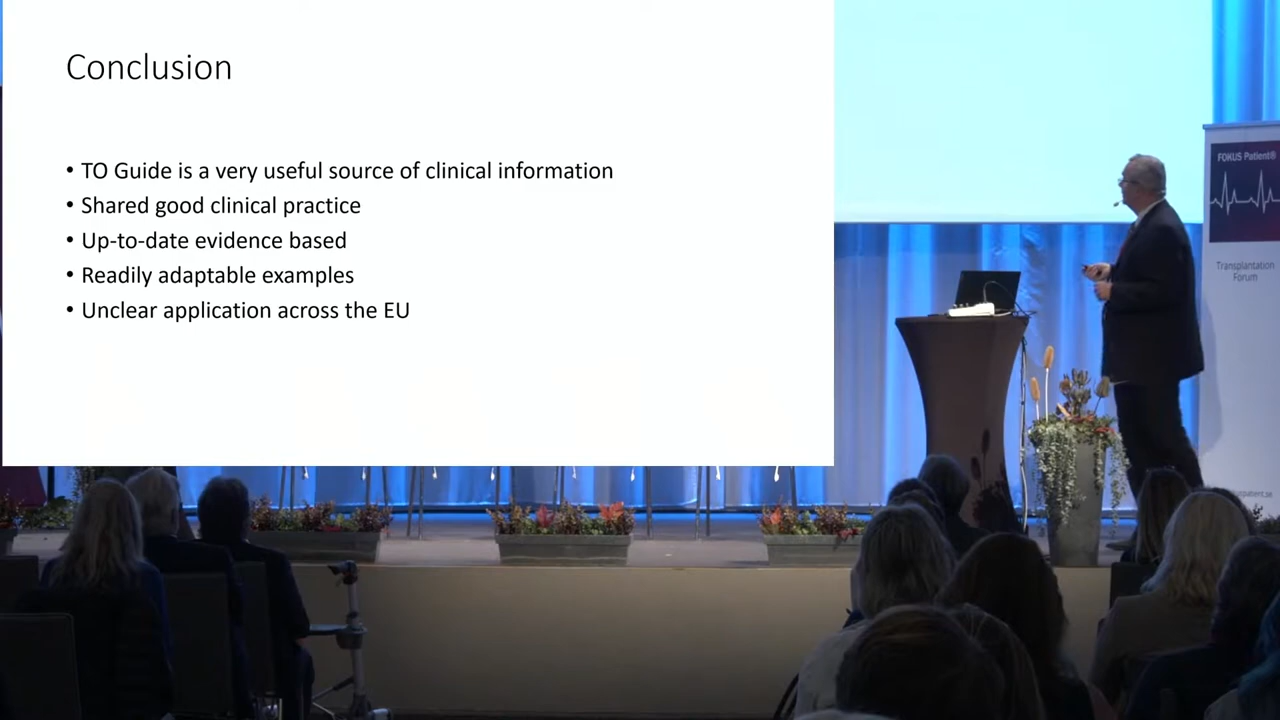 Conclusion
• TO Guide is a very useful source of clinical information
• Shared good clinical practice
• Up-to-date evidence based
• Readily adaptable examples
• Unclear application across the EU
FOKUS Patient®
Transplantation
Forum